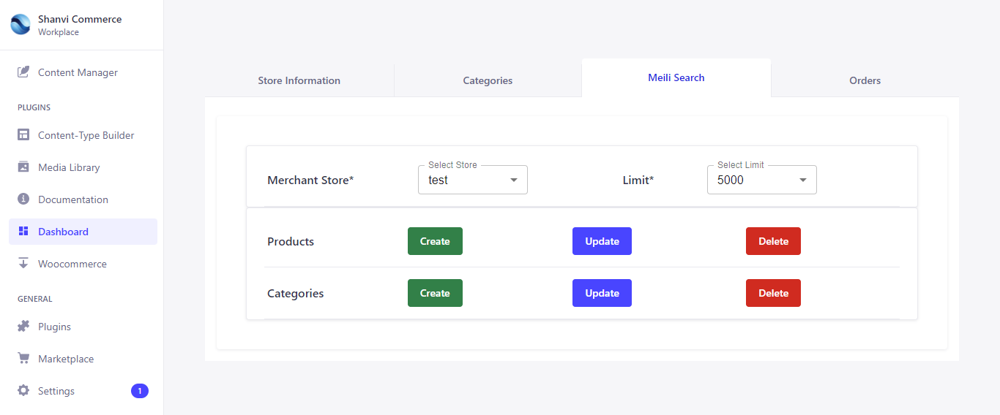 Shanvi Commerce
Workplace
Content Manager
PLUGINS
Content-Type Builder
Media Library
Documentation
Dashboard
Woocommerce
GENERAL
Plugins
Marketplace
Settings 1
Store Information Categories Meili Search Orders
Select Store Select Limit
Merchant Store* test Limit* 5000
Products Create Update Delete
Categories Create Update Delete